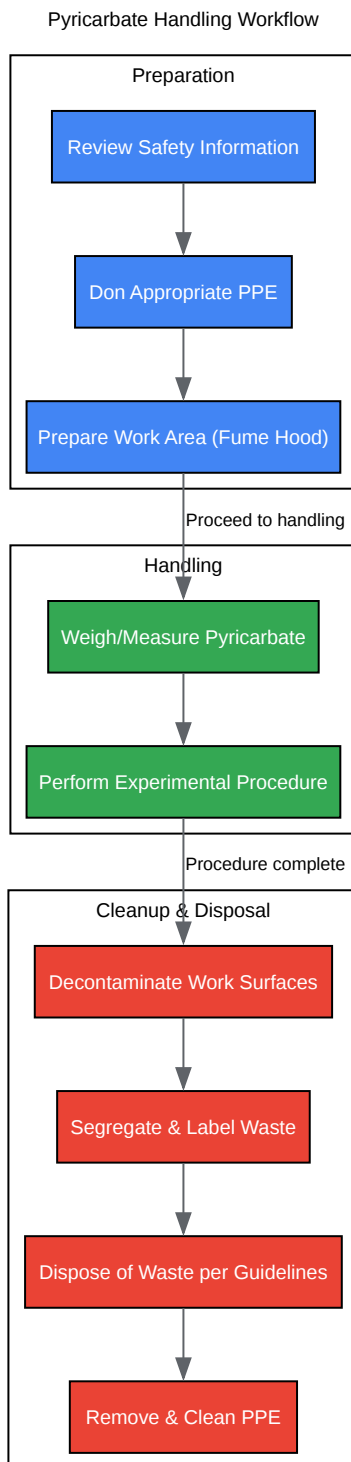 Pyricarbate Handling Workflow
Preparation
Review Safety Information
Don Appropriate PPE
Prepare Work Area (Fume Hood)
Proceed to handling
Handling
Weigh/Measure Pyricarbate
Perform Experimental Procedure
Procedure complete
Cleanup & Disposal
Decontaminate Work Surfaces
Segregate & Label Waste
Dispose of Waste per Guidelines
Remove & Clean PPE